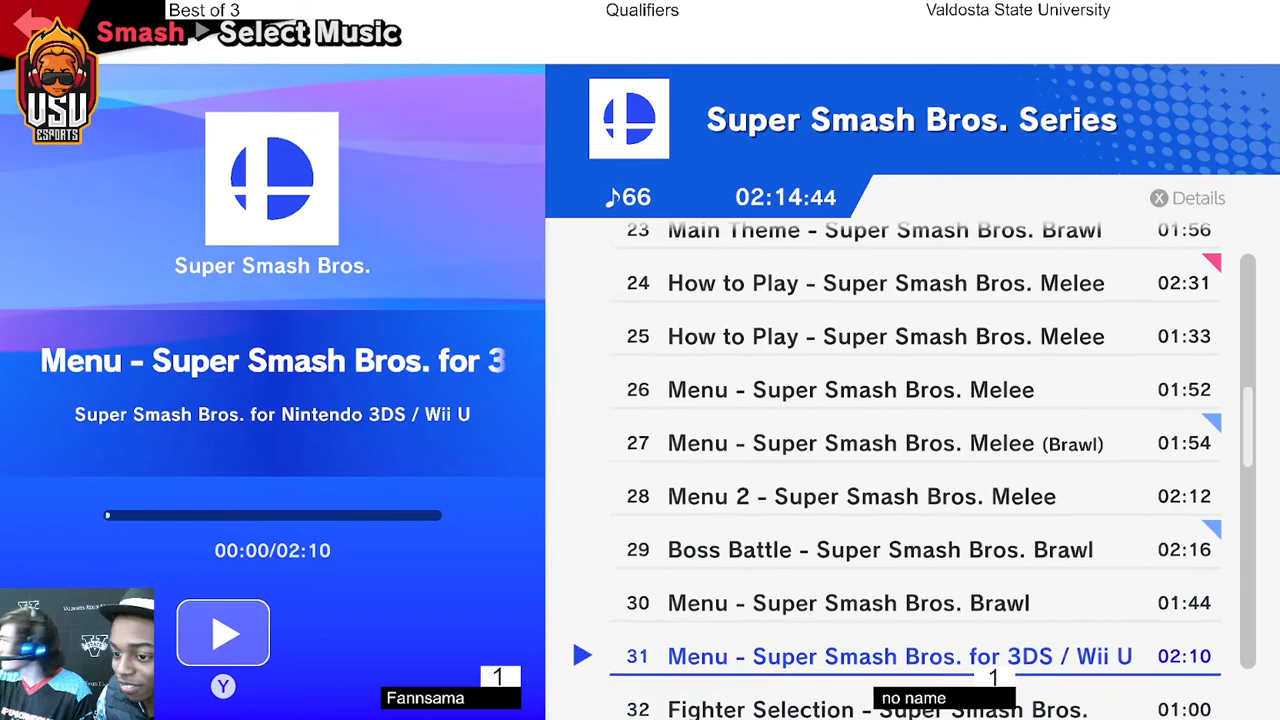 Best of 3
Qualifiers
Valdosta State University
Smash ▶ Select Music
VSU
ESPORTS
Super Smash Bros. Series
♪66 02:14:44
X Details
Super Smash Bros.
Menu - Super Smash Bros. for 3
Super Smash Bros. for Nintendo 3DS / Wii U
00:00/02:10
Y
23 Main Theme - Super Smash Bros. Brawl 01:56
24 How to Play - Super Smash Bros. Melee 02:31
25 How to Play - Super Smash Bros. Melee 01:33
26 Menu - Super Smash Bros. Melee 01:52
27 Menu - Super Smash Bros. Melee (Brawl) 01:54
28 Menu 2 - Super Smash Bros. Melee 02:12
29 Boss Battle - Super Smash Bros. Brawl 02:16
30 Menu - Super Smash Bros. Brawl 01:44
31 Menu - Super Smash Bros. for 3DS / Wii U 02:10
32 Fighter Selection - Super Smash Bros. 01:00
1
Fannsama
1
no name